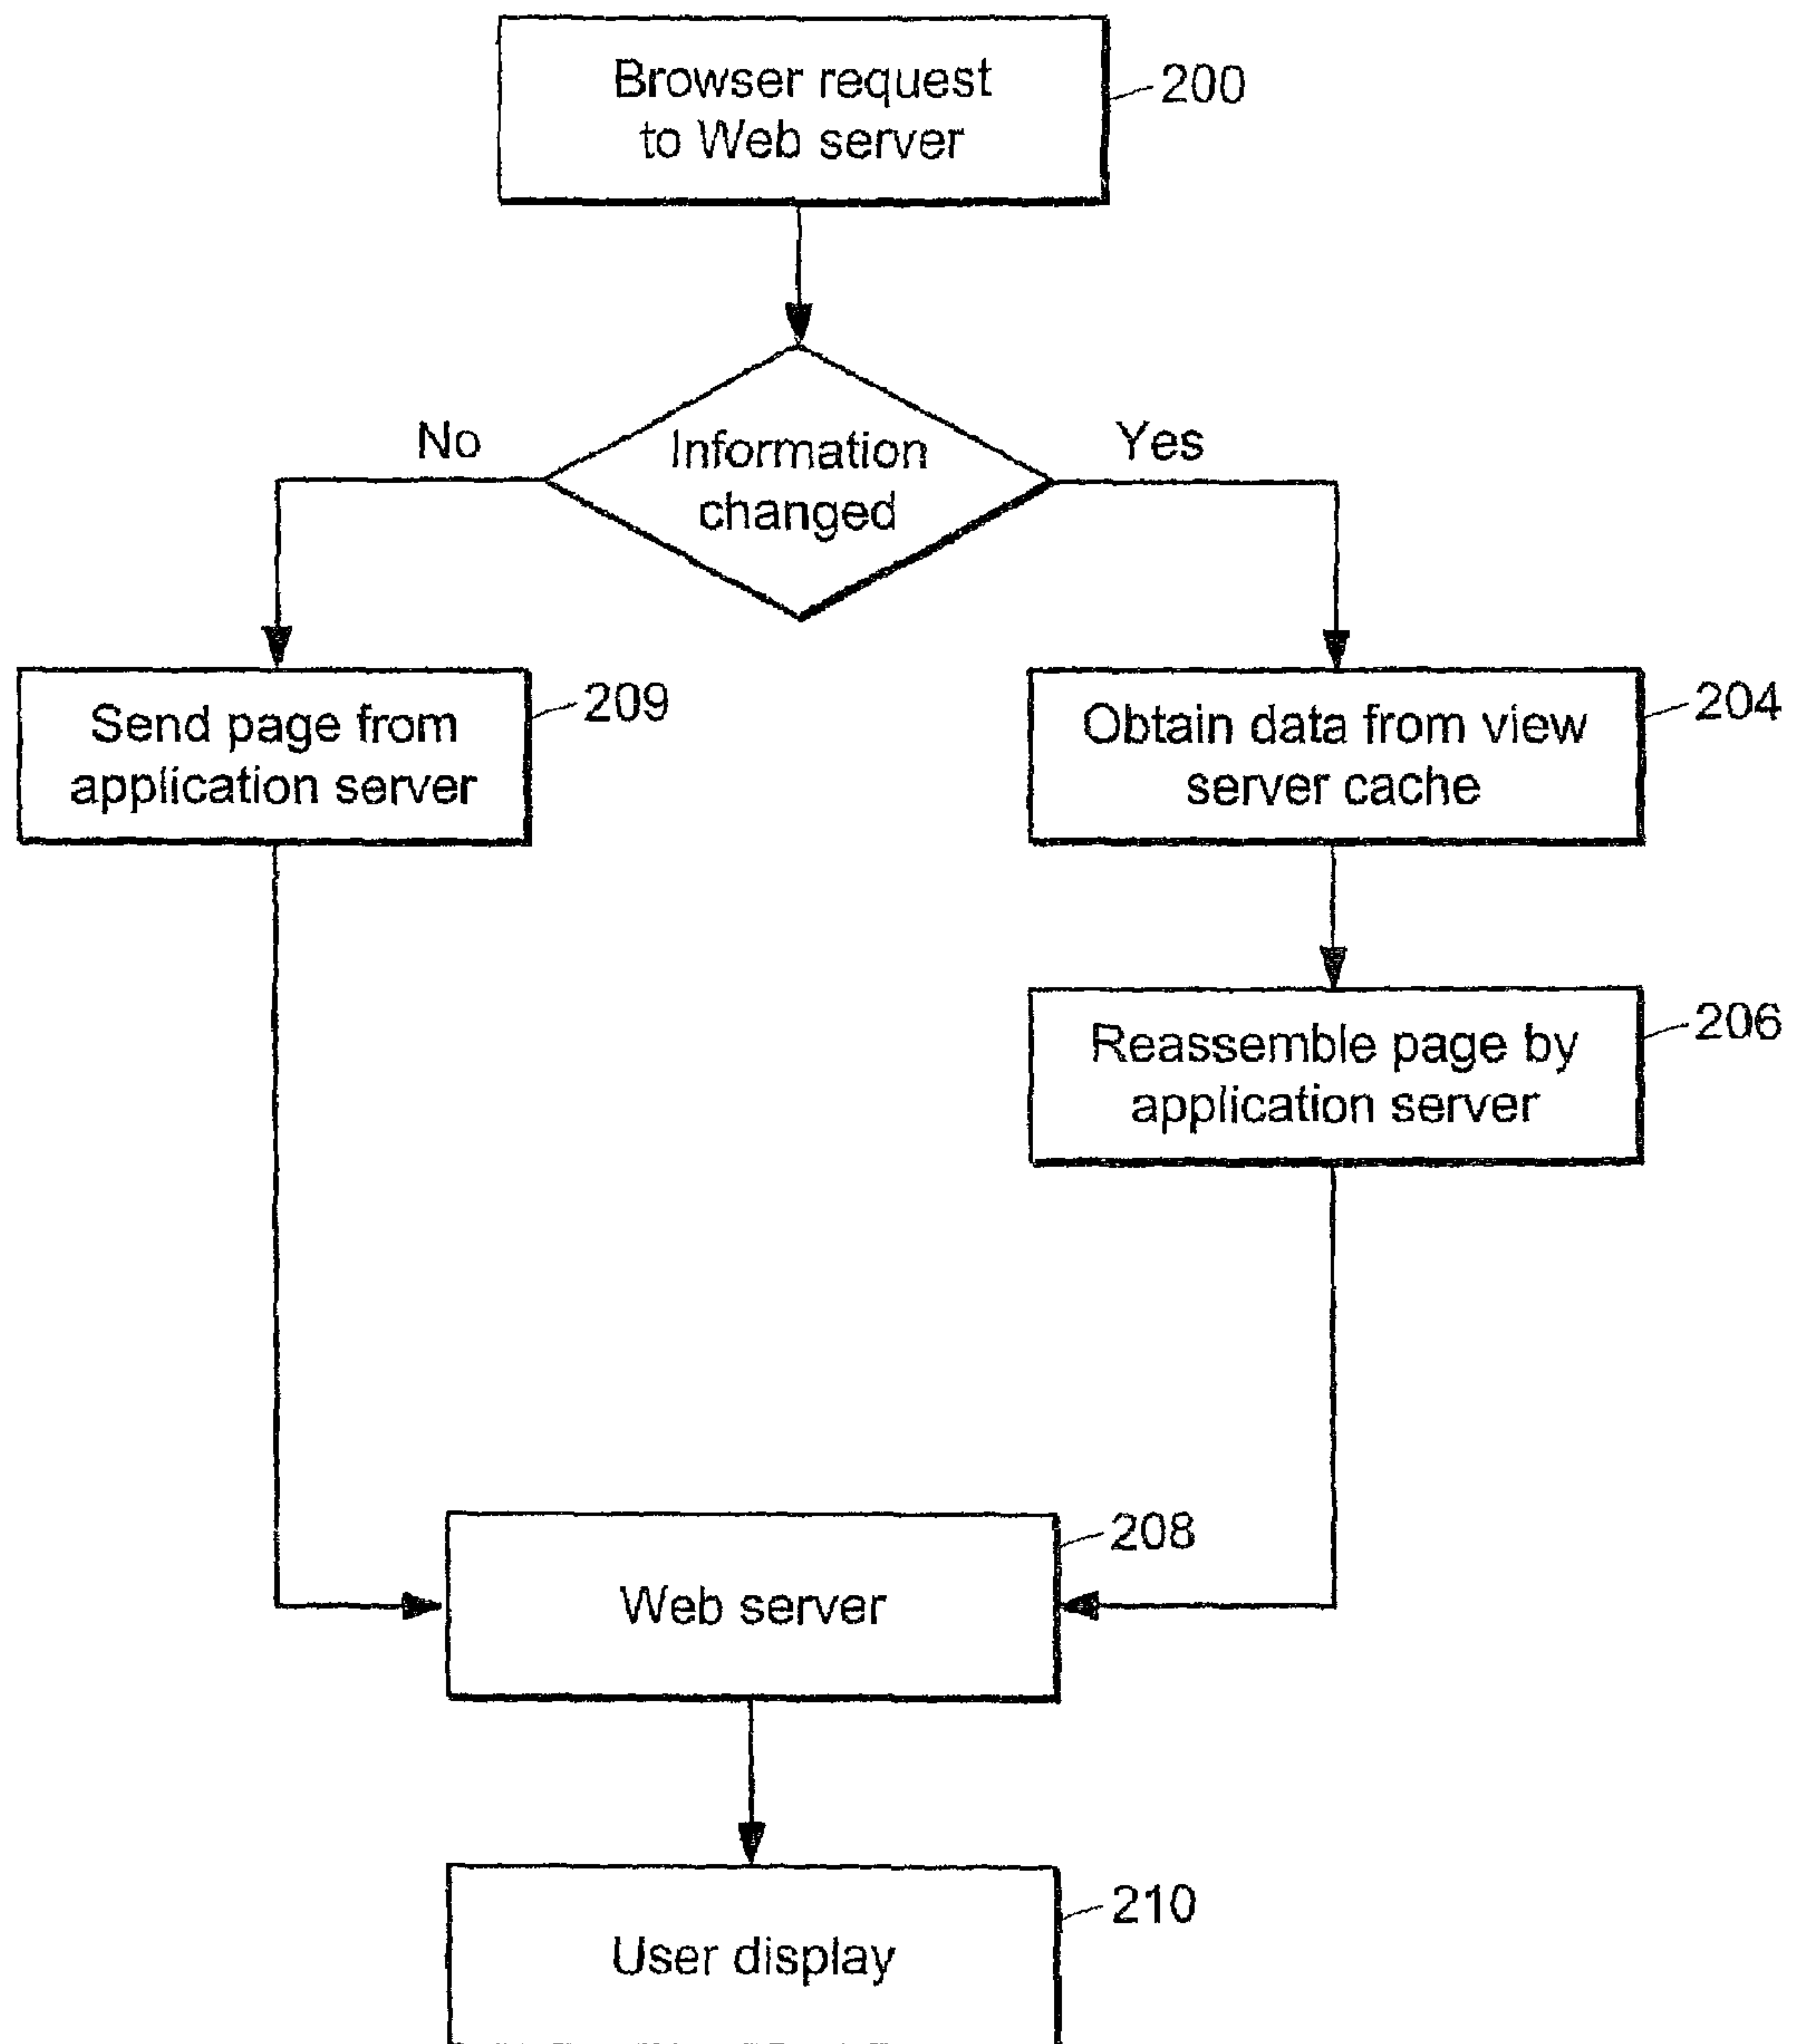 Browser request
to Web server
200
Information
changed
No
Yes
Send page from
application server
209
Obtain data from view
server cache
204
Reassemble page by
application server
206
Web server
208
User display
210